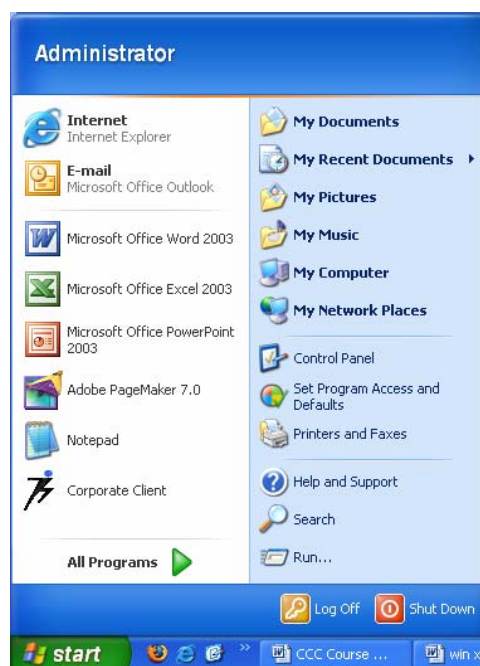 Administrator
Internet
Internet Explorer
E-mail
Microsoft Office Outlook
Microsoft Office Word 2003
Microsoft Office Excel 2003
Microsoft Office PowerPoint
2003
Adobe PageMaker 7.0
Notepad
Corporate Client
All Programs
My Documents
My Recent Documents
My Pictures
My Music
My Computer
My Network Places
Control Panel
Set Program Access and
Defaults
Printers and Faxes
Help and Support
Search
Run...
Log Off
Shut Down
start
CCC Course ...
win x